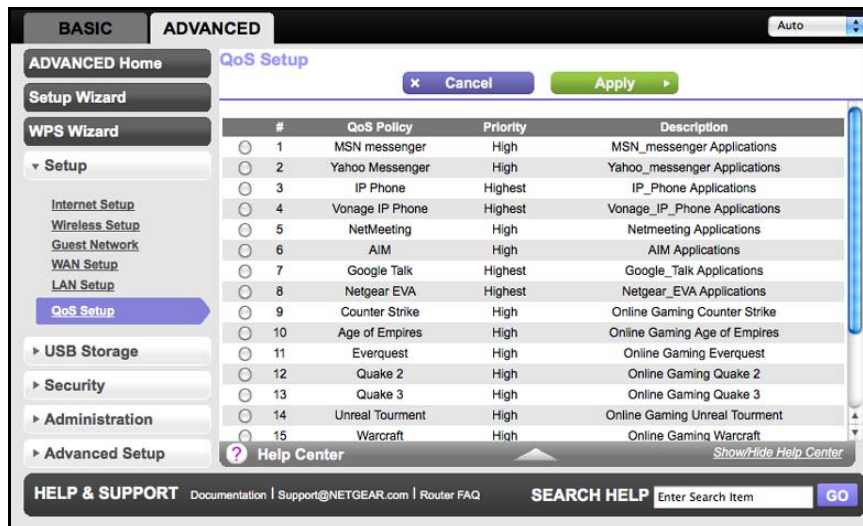 BASIC
ADVANCED
Auto
ADVANCED Home
Setup Wizard
WPS Wizard
Setup
Internet Setup
Wireless Setup
Guest Network
WAN Setup
LAN Setup
QoS Setup
USB Storage
Security
Administration
Advanced Setup
QoS Setup
× Cancel
Apply
# QoS Policy Priority Description
1 MSN messenger High MSN_messenger Applications
2 Yahoo Messenger High Yahoo_messenger Applications
3 IP Phone Highest IP_Phone Applications
4 Vonage IP Phone Highest Vonage_IP_Phone Applications
5 NetMeeting High Netmeeting Applications
6 AIM High AIM Applications
7 Google Talk Highest Google_Talk Applications
8 Netgear EVA Highest Netgear_EVA Applications
9 Counter Strike High Online Gaming Counter Strike
10 Age of Empires High Online Gaming Age of Empires
11 Everquest High Online Gaming Everquest
12 Quake 2 High Online Gaming Quake 2
13 Quake 3 High Online Gaming Quake 3
14 Unreal Tourment High Online Gaming Unreal Tourment
15 Warcraft High Online Gaming Warcraft
? Help Center
Show/Hide Help Center
HELP & SUPPORT Documentation | Support@NETGEAR.com | Router FAQ
SEARCH HELP Enter Search Item GO